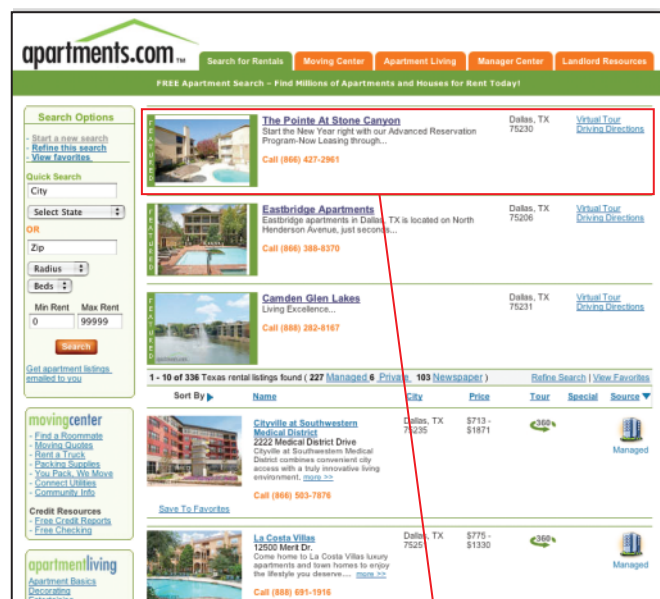 apartments.com TM
Search for Rentals
Moving Center
Apartment Living
Manager Center
Landlord Resources
FREE Apartment Search – Find Millions of Apartments and Houses for Rent Today!
Search Options
- Start a new search
- Refine this search
- View favorites
Quick Search
City
Select State
OR
Zip
Radius
Beds
Min Rent Max Rent
0 99999
Search
Get apartment listings
emailed to you
movingcenter
- Find a Roommate
- Moving Quotes
- Rent a Truck
- Packing Supplies
- You Pack, We Move
- Connect Utilities
- Community Info
Credit Resources
- Free Credit Reports
- Free Checking
apartmentliving
Apartment Basics
Decorating
Entertaining
FEATURED
The Pointe At Stone Canyon
Start the New Year right with our Advanced Reservation
Program-Now Leasing through...
Call (866) 427-2961
Dallas, TX
75230
Virtual Tour
Driving Directions
FEATURED
Eastbridge Apartments
Eastbridge apartments in Dallas, TX is located on North
Henderson Avenue, just seconds...
Call (866) 388-8370
Dallas, TX
75206
Virtual Tour
Driving Directions
FEATURED
Camden Glen Lakes
Living Excellence...
Call (888) 282-8167
Dallas, TX
75231
Virtual Tour
Driving Directions
1 - 10 of 336 Texas rental listings found ( 227 Managed 6 Private 103 Newspaper )
Refine Search | View Favorites
Sort By Name City Price Tour Special Source
Cityville at Southwestern
Medical District
2222 Medical District Drive
Cityville at Southwestern Medical
District combines convenient city
access with a truly innovative living
environment. more >>
Call (866) 503-7876
Dallas, TX
75235
$713 -
$1871
360°
Managed
Save To Favorites
La Costa Villas
12500 Merit Dr.
Come home to La Costa Villas luxury
apartments and town homes to enjoy
the lifestyle you deserve.... more >>
Call (888) 691-1916
Dallas, TX
7525
$775 -
$1330
360°
Managed